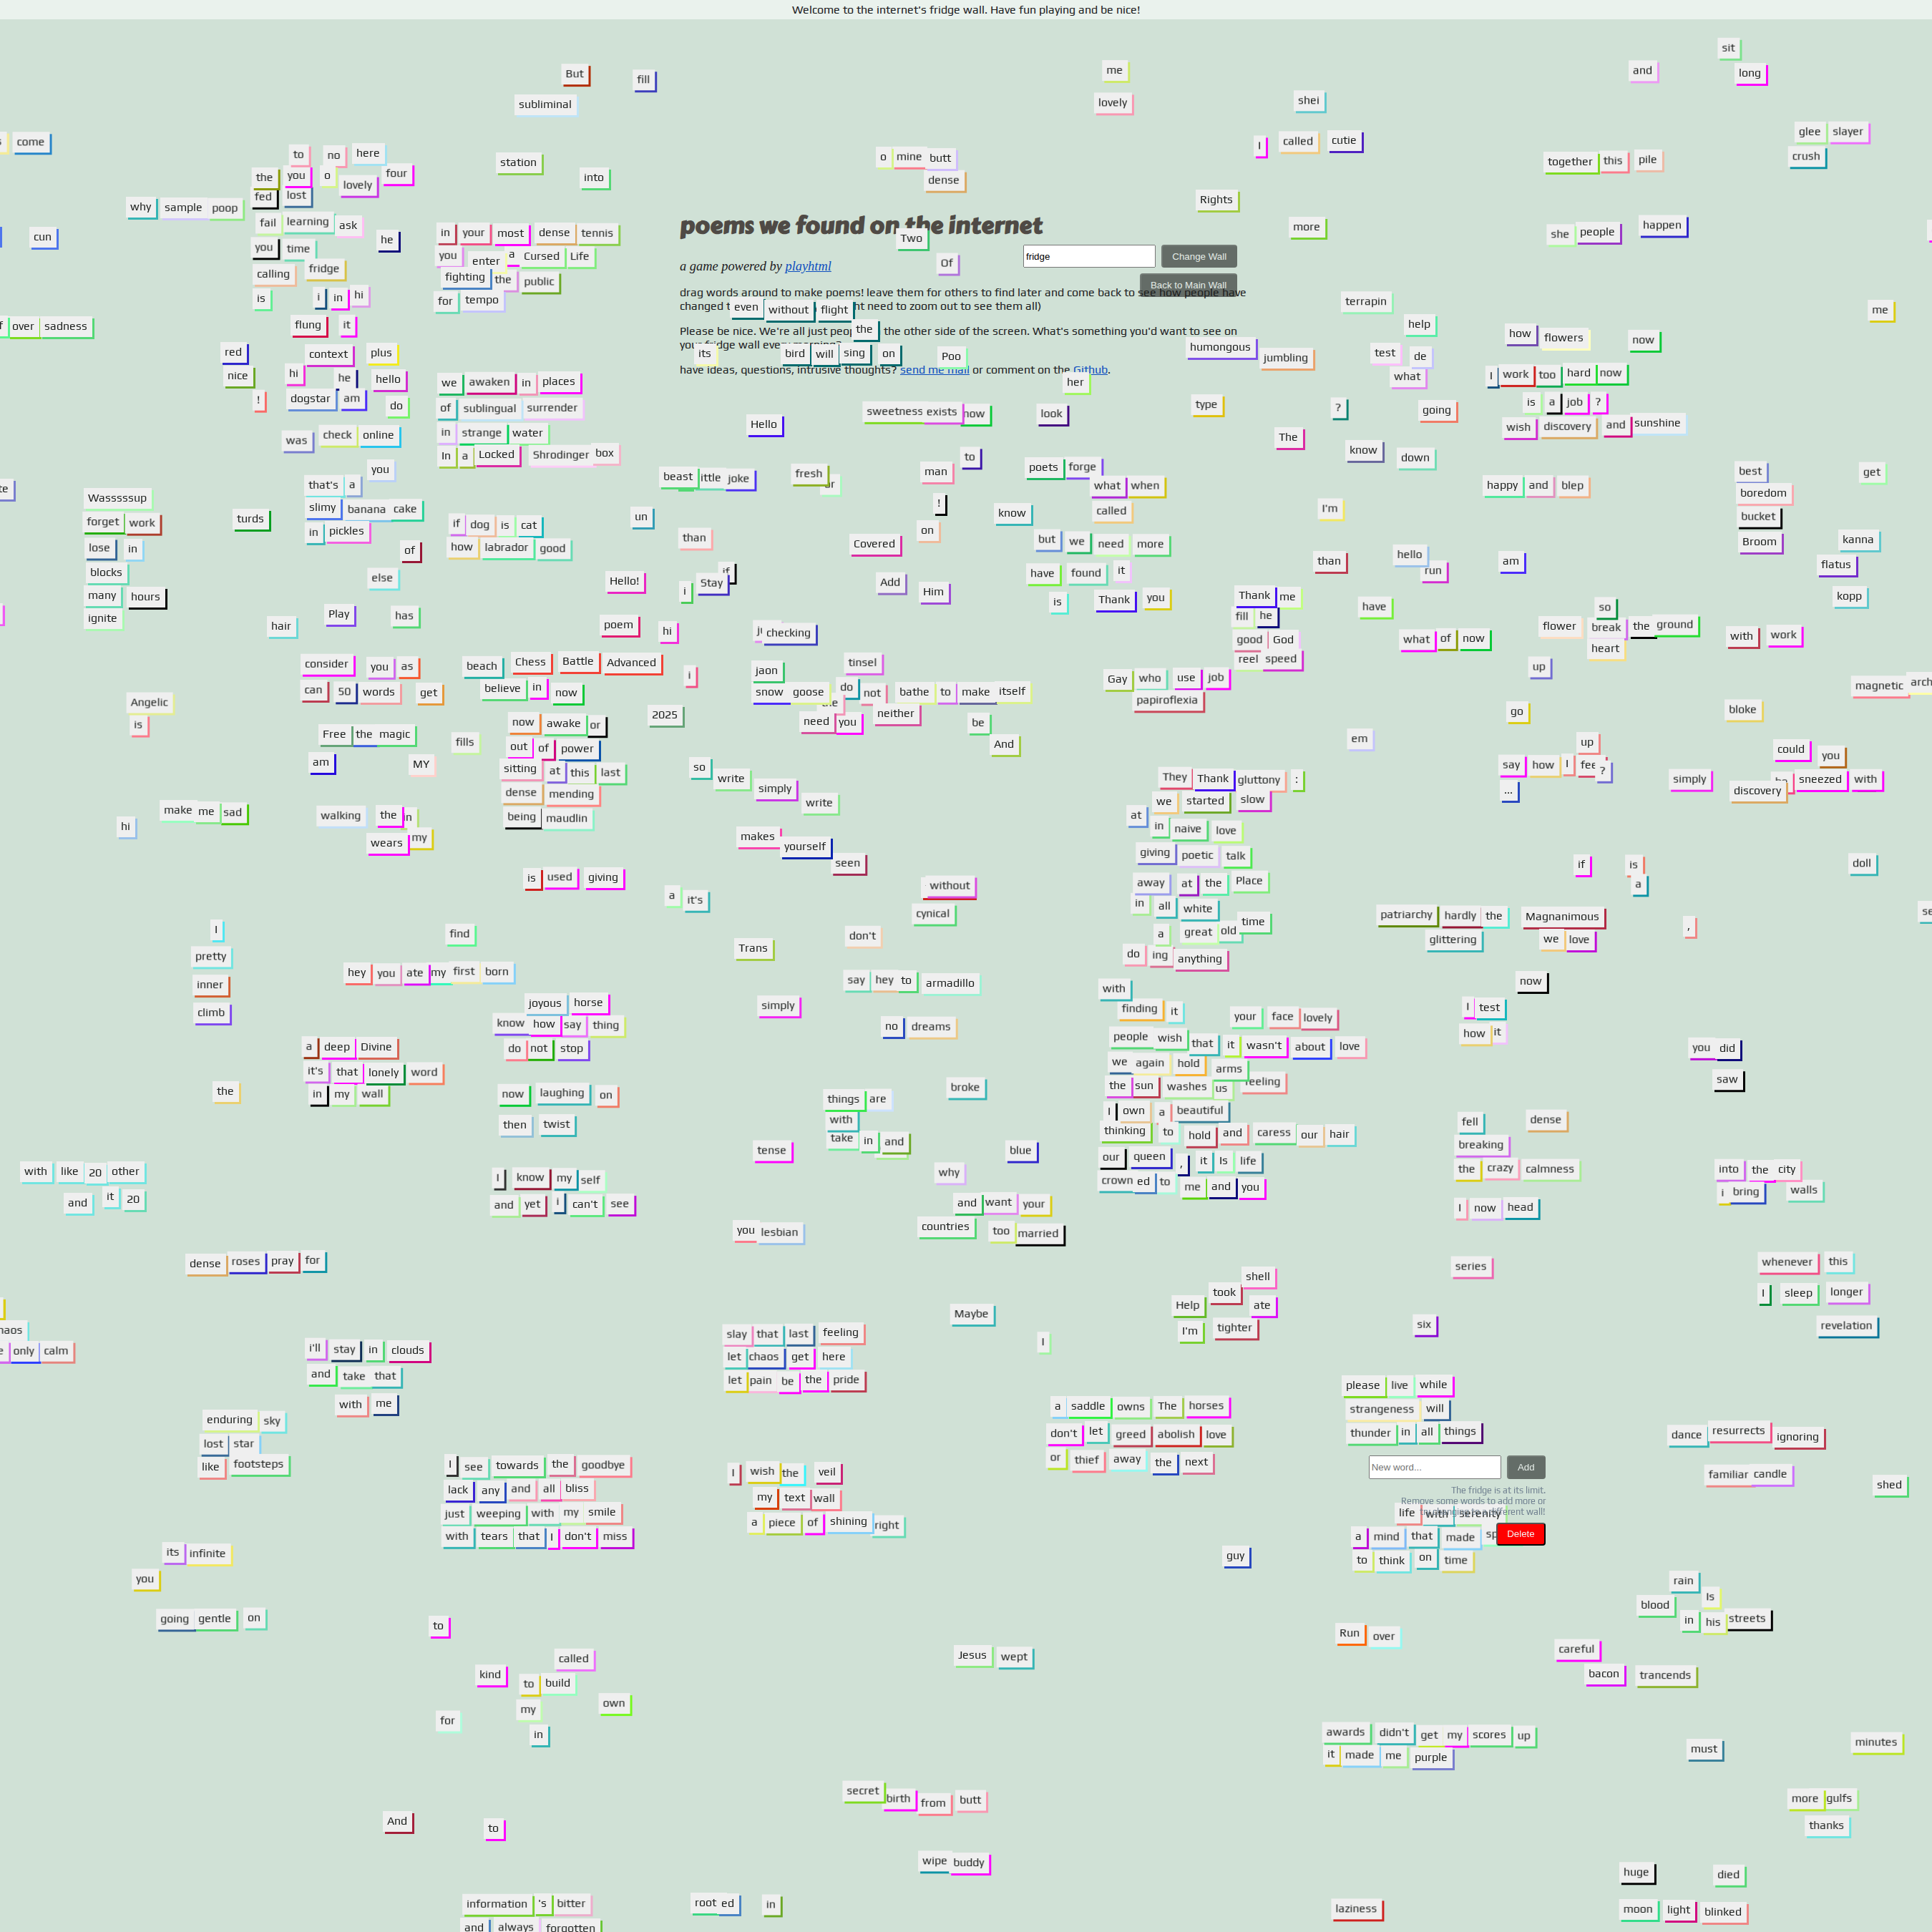 Welcome to the internet's fridge wall. Have fun playing and be nice!
sit
But fill me and long
subliminal lovely shei
come I called cutie glee slayer
to no here o mine butt together this pile crush
station dense
the you o lovely four into
fed lost Rights
why sample poop
fail learning ask poems we found on the internet more she people happen
cun you time he in your most dense tennis Two
you enter a Cursed Life a game powered by playhtml Of fridge Change Wall
calling fridge fighting the public Back to Main Wall
is i in hi for tempo drag words around to make poems! leave them for others to find later and come back to see how people have
even without flight terrapin me
over sadness flung it the help how flowers now
Please be nice. We're all just
the other side of the screen. What's something you'd want to see on
red context plus its bird will sing on Poo humongous jumbling test de
have ideas, questions, intrusive thoughts? send me mail or comment on the Github.
nice hi he hello we awaken in places her what I work too hard now
! dogstar am do of sublingual surrender sweetness exists now look type ? going is a job ?
was check online in strange water Hello The wish discovery and sunshine
you In a Locked Shrodinger box to know down
that's a beast ittle joke fresh man poets forge best get
Wasssssup slimy banana cake what when happy and blep boredom
forget work turds in pickles if dog is cat un ! know called I'm bucket
lose in of how labrador good than Covered on but we need more Broom kanna
blocks else Hello! i Stay Add Him have found it than hello run am flatus
many hours Play has is Thank you Thank me have so kopp
ignite hair poem hi checking fill he flower break the ground
good God what of now heart with work
consider you as beach Chess Battle Advanced jaon tinsel reel speed up
can 50 words get believe in now i snow goose do not bathe to make itself Gay who use job magnetic
Angelic is need you neither papiroflexia go bloke
Free the magic fills now awake or 2025 be And em
am MY out of power up could you
sitting at this last so write They Thank gluttony : say how I ? simply sneezed with
dense mending simply we started slow ... discovery
make me sad walking the being maudlin write at in naive love
hi wears my makes yourself giving poetic talk
is used giving seen away at the Place if is doll
a it's without in all white a
I find cynical a great old time patriarchy hardly the Magnanimous ,
pretty Trans don't do ing anything glittering we love
inner hey you ate my first born say hey to armadillo with now
climb joyous horse simply finding it your face lovely I test
know how say thing no dreams people wish that it wasn't about love how it
a deep Divine do not stop we again hold arms you did
it's that lonely word broke the sun washes us saw
the in my wall now laughing on things are I own a beautiful
then twist with thinking to hold and caress our hair fell dense
take in and breaking
with like 20 other tense why blue our queen , it Is life the crazy calmness into the city
and it 20 I know my self crown ed to me and you i bring walls
and yet i can't see and want your I now head
you lesbian countries too married
dense roses pray for shell series whenever this
took ate I sleep longer
Maybe Help six revelation
only calm i'll stay in clouds slay that last feeling I I'm tighter
and take that let chaos get here
with me let pain be the pride please live while
enduring sky a saddle owns The horses strangeness will
lost star don't let greed abolish love thunder in all things dance resurrects ignoring
like footsteps I see towards the goodbye I wish the veil or thief away the next New word... Add
lack any and all bliss my text wall The fridge is at its limit. familiar candle shed
Remove some words to add more or
just weeping with my smile a piece of shining right life with serenity
with tears that I don't miss a mind that made Delete
its infinite guy to think on time
you rain
going gentle on blood Is
to in his streets
called Jesus wept Run over careful
kind to build bacon trancends
own
for my
in awards didn't get my scores up must minutes
it made me purple
secret birth from butt more gulfs
And to thanks
wipe buddy huge died
information 's bitter root ed in laziness moon light blinked
and always forgotten